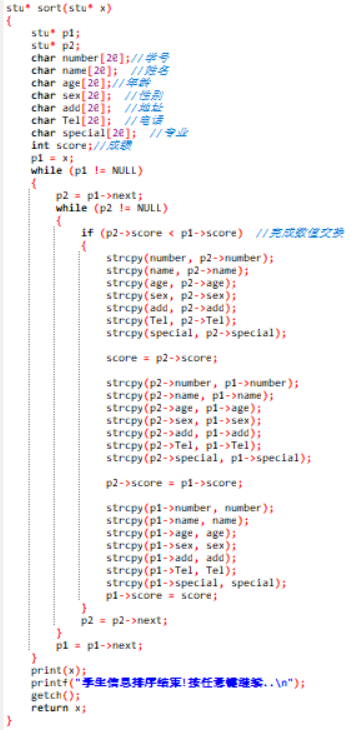 stu* sort(stu* x)
{
stu* p1;
stu* p2;
char number[20];//学号
char name[20]; //姓名
char age[20];//年龄
char sex[20]; //性别
char add[20]; //地址
char Tel[20]; //电话
char special[20]; //专业
int score;//成绩
p1 = x;
while (p1 != NULL)
{
p2 = p1->next;
while (p2 != NULL)
{
if (p2->score < p1->score) //完成数值交换
{
strcpy(number, p2->number);
strcpy(name, p2->name);
strcpy(age, p2->age);
strcpy(sex, p2->sex);
strcpy(add, p2->add);
strcpy(Tel, p2->Tel);
strcpy(special, p2->special);
score = p2->score;
strcpy(p2->number, p1->number);
strcpy(p2->name, p1->name);
strcpy(p2->age, p1->age);
strcpy(p2->sex, p1->sex);
strcpy(p2->add, p1->add);
strcpy(p2->Tel, p1->Tel);
strcpy(p2->special, p1->special);
p2->score = p1->score;
strcpy(p1->number, number);
strcpy(p1->name, name);
strcpy(p1->age, age);
strcpy(p1->sex, sex);
strcpy(p1->add, add);
strcpy(p1->Tel, Tel);
strcpy(p1->special, special);
p1->score = score;
}
p2 = p2->next;
}
p1 = p1->next;
}
print(x);
printf("学生信息排序结束!按任意键继续..\n");
getch();
return x;
}